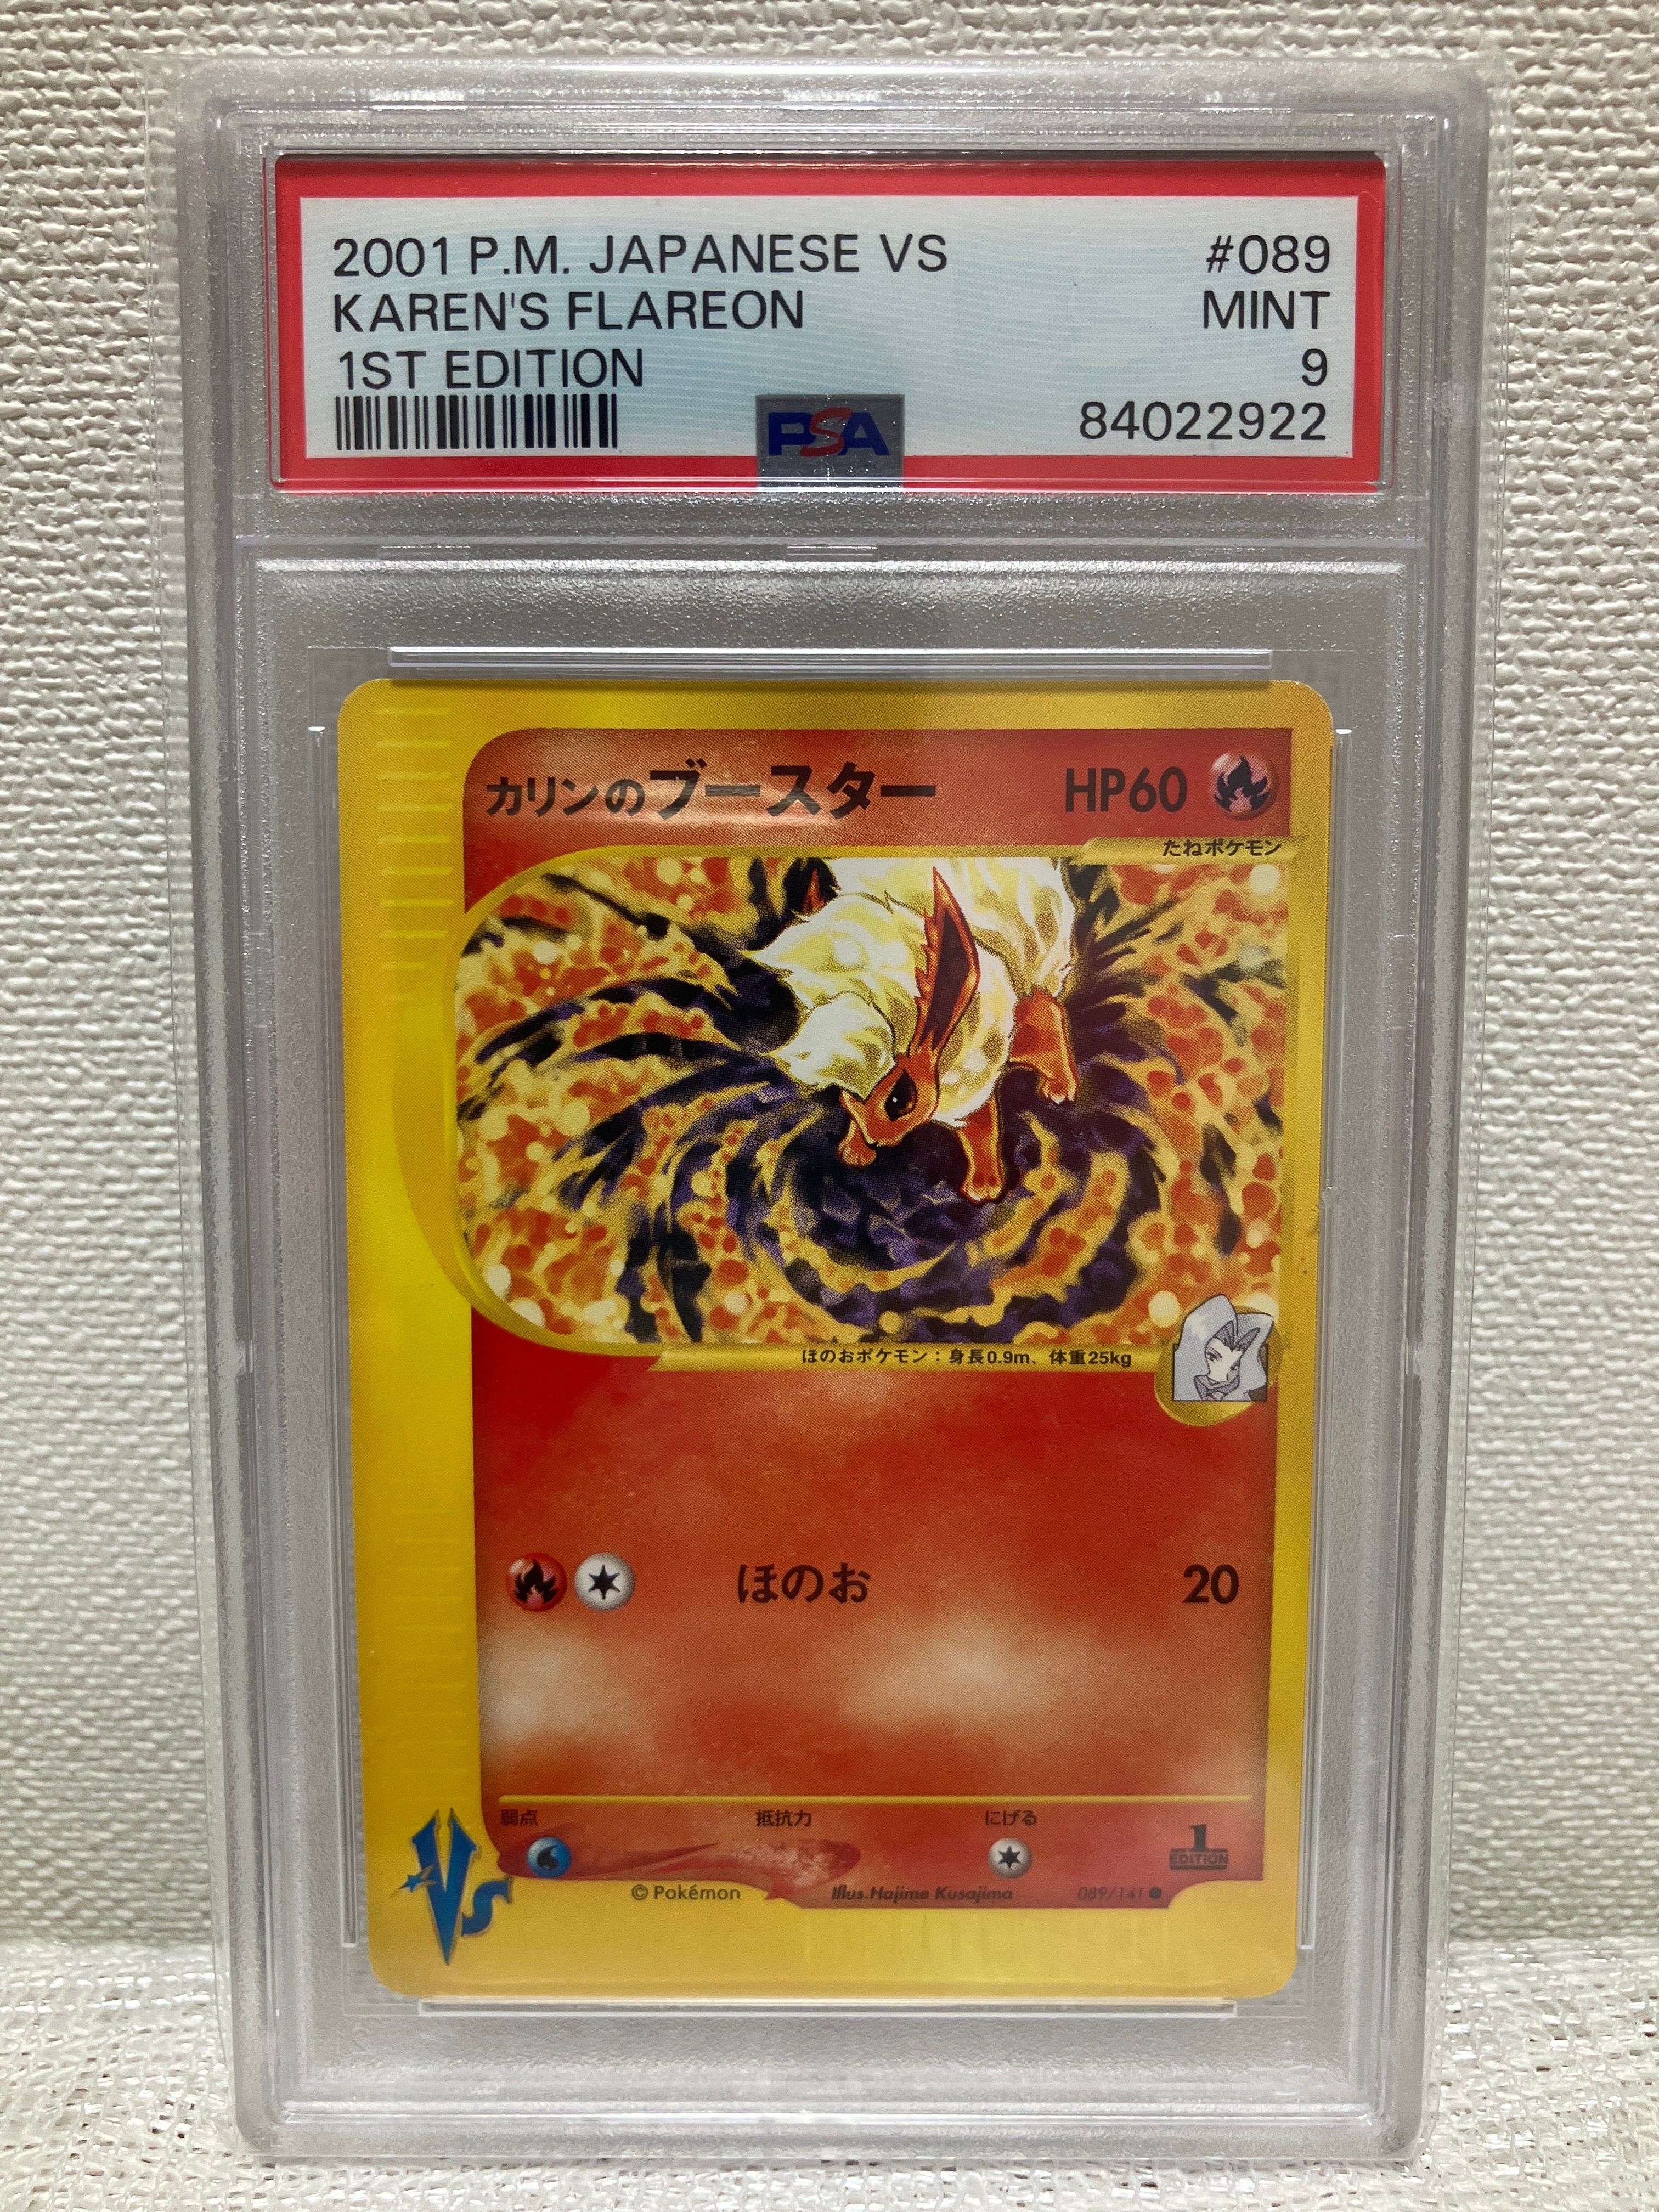 2001 P.M. JAPANESE VS #089
KAREN'S FLAREON MINT
1ST EDITION 9
PSA 84022922
カリンのブースター HP60
たねポケモン
ほのおポケモン：身長0.9m、体重25kg
ほのお 20
弱点 抵抗力 にげる
1 EDITION
Vs
© Pokémon Illus.Hajime Kusajima 089/141